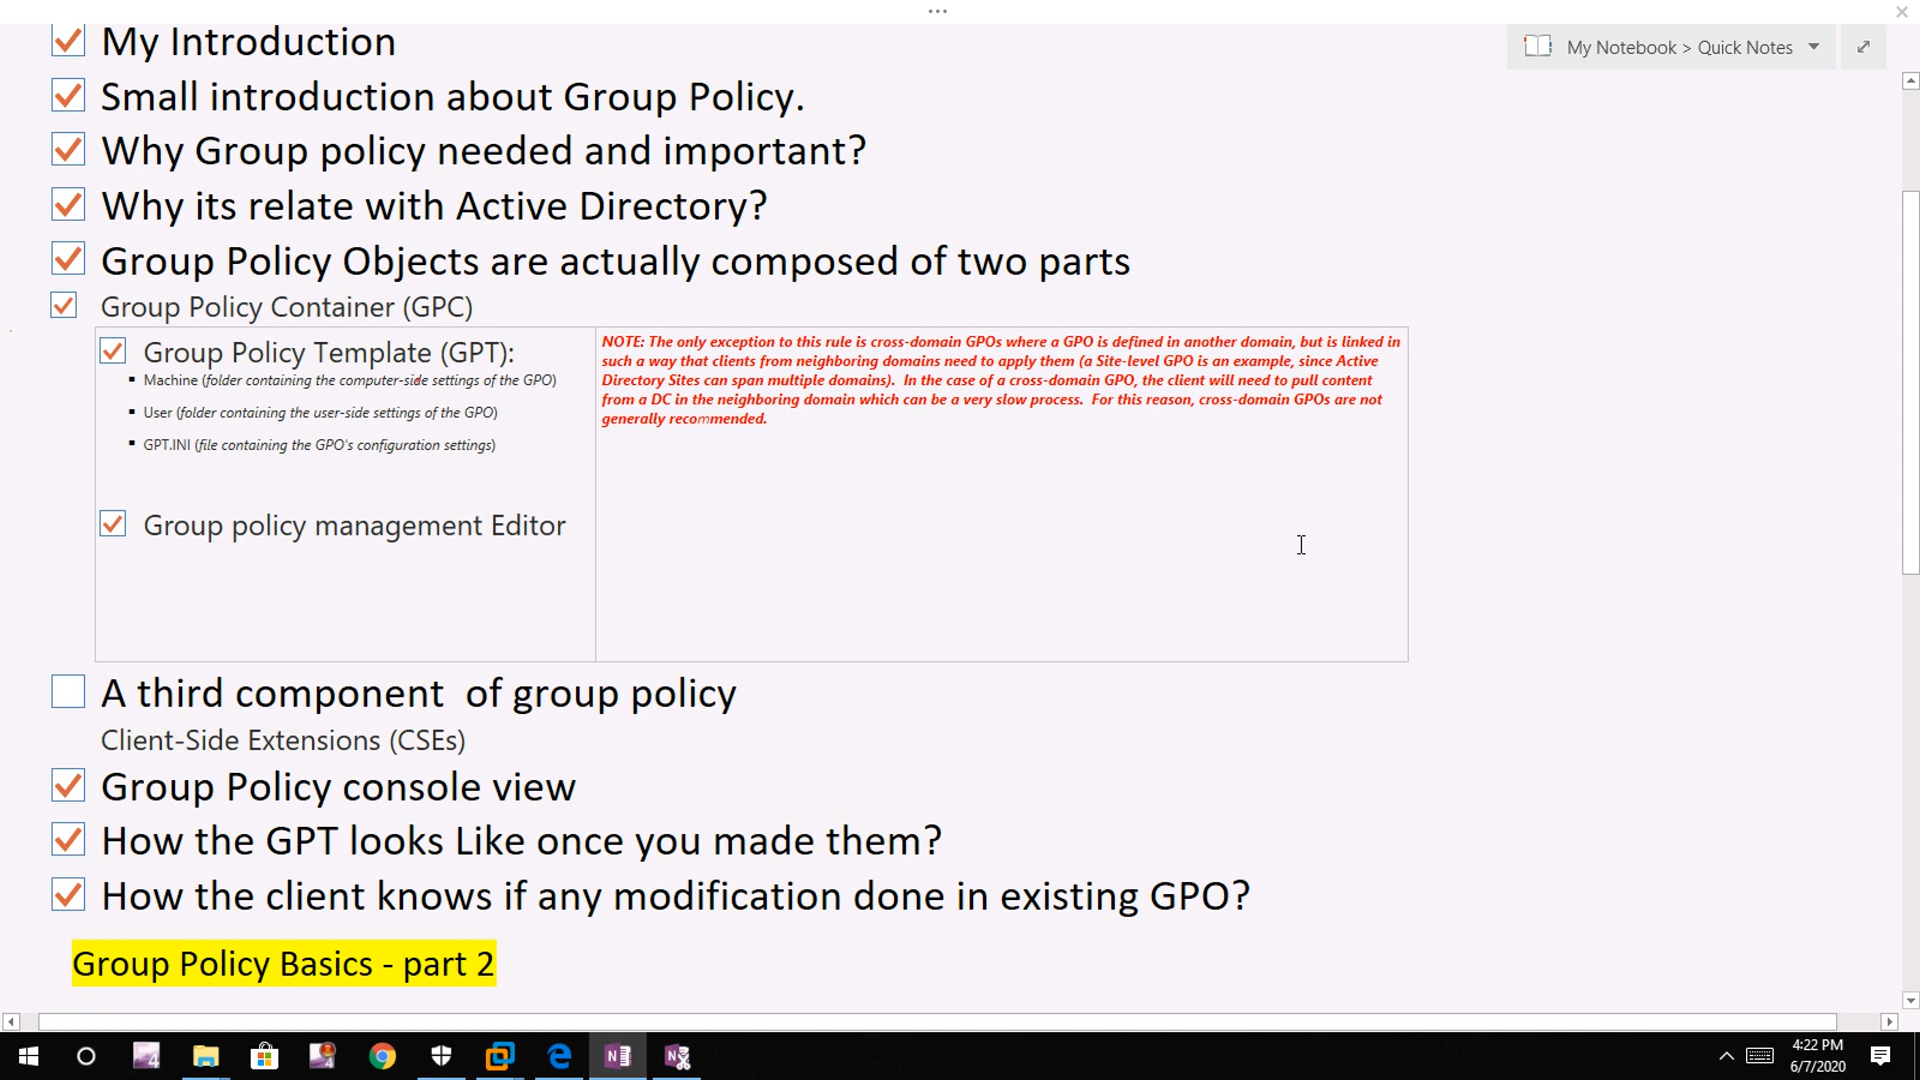 ...
My Introduction
My Notebook > Quick Notes
Small introduction about Group Policy.
Why Group policy needed and important?
Why its relate with Active Directory?
Group Policy Objects are actually composed of two parts
Group Policy Container (GPC)
Group Policy Template (GPT):
▪ Machine (folder containing the computer-side settings of the GPO)
▪ User (folder containing the user-side settings of the GPO)
▪ GPT.INI (file containing the GPO's configuration settings)
Group policy management Editor
NOTE: The only exception to this rule is cross-domain GPOs where a GPO is defined in another domain, but is linked in
such a way that clients from neighboring domains need to apply them (a Site-level GPO is an example, since Active
Directory Sites can span multiple domains). In the case of a cross-domain GPO, the client will need to pull content
from a DC in the neighboring domain which can be a very slow process. For this reason, cross-domain GPOs are not
generally recommended.
A third component of group policy
Client-Side Extensions (CSEs)
Group Policy console view
How the GPT looks Like once you made them?
How the client knows if any modification done in existing GPO?
Group Policy Basics - part 2
4:22 PM
6/7/2020